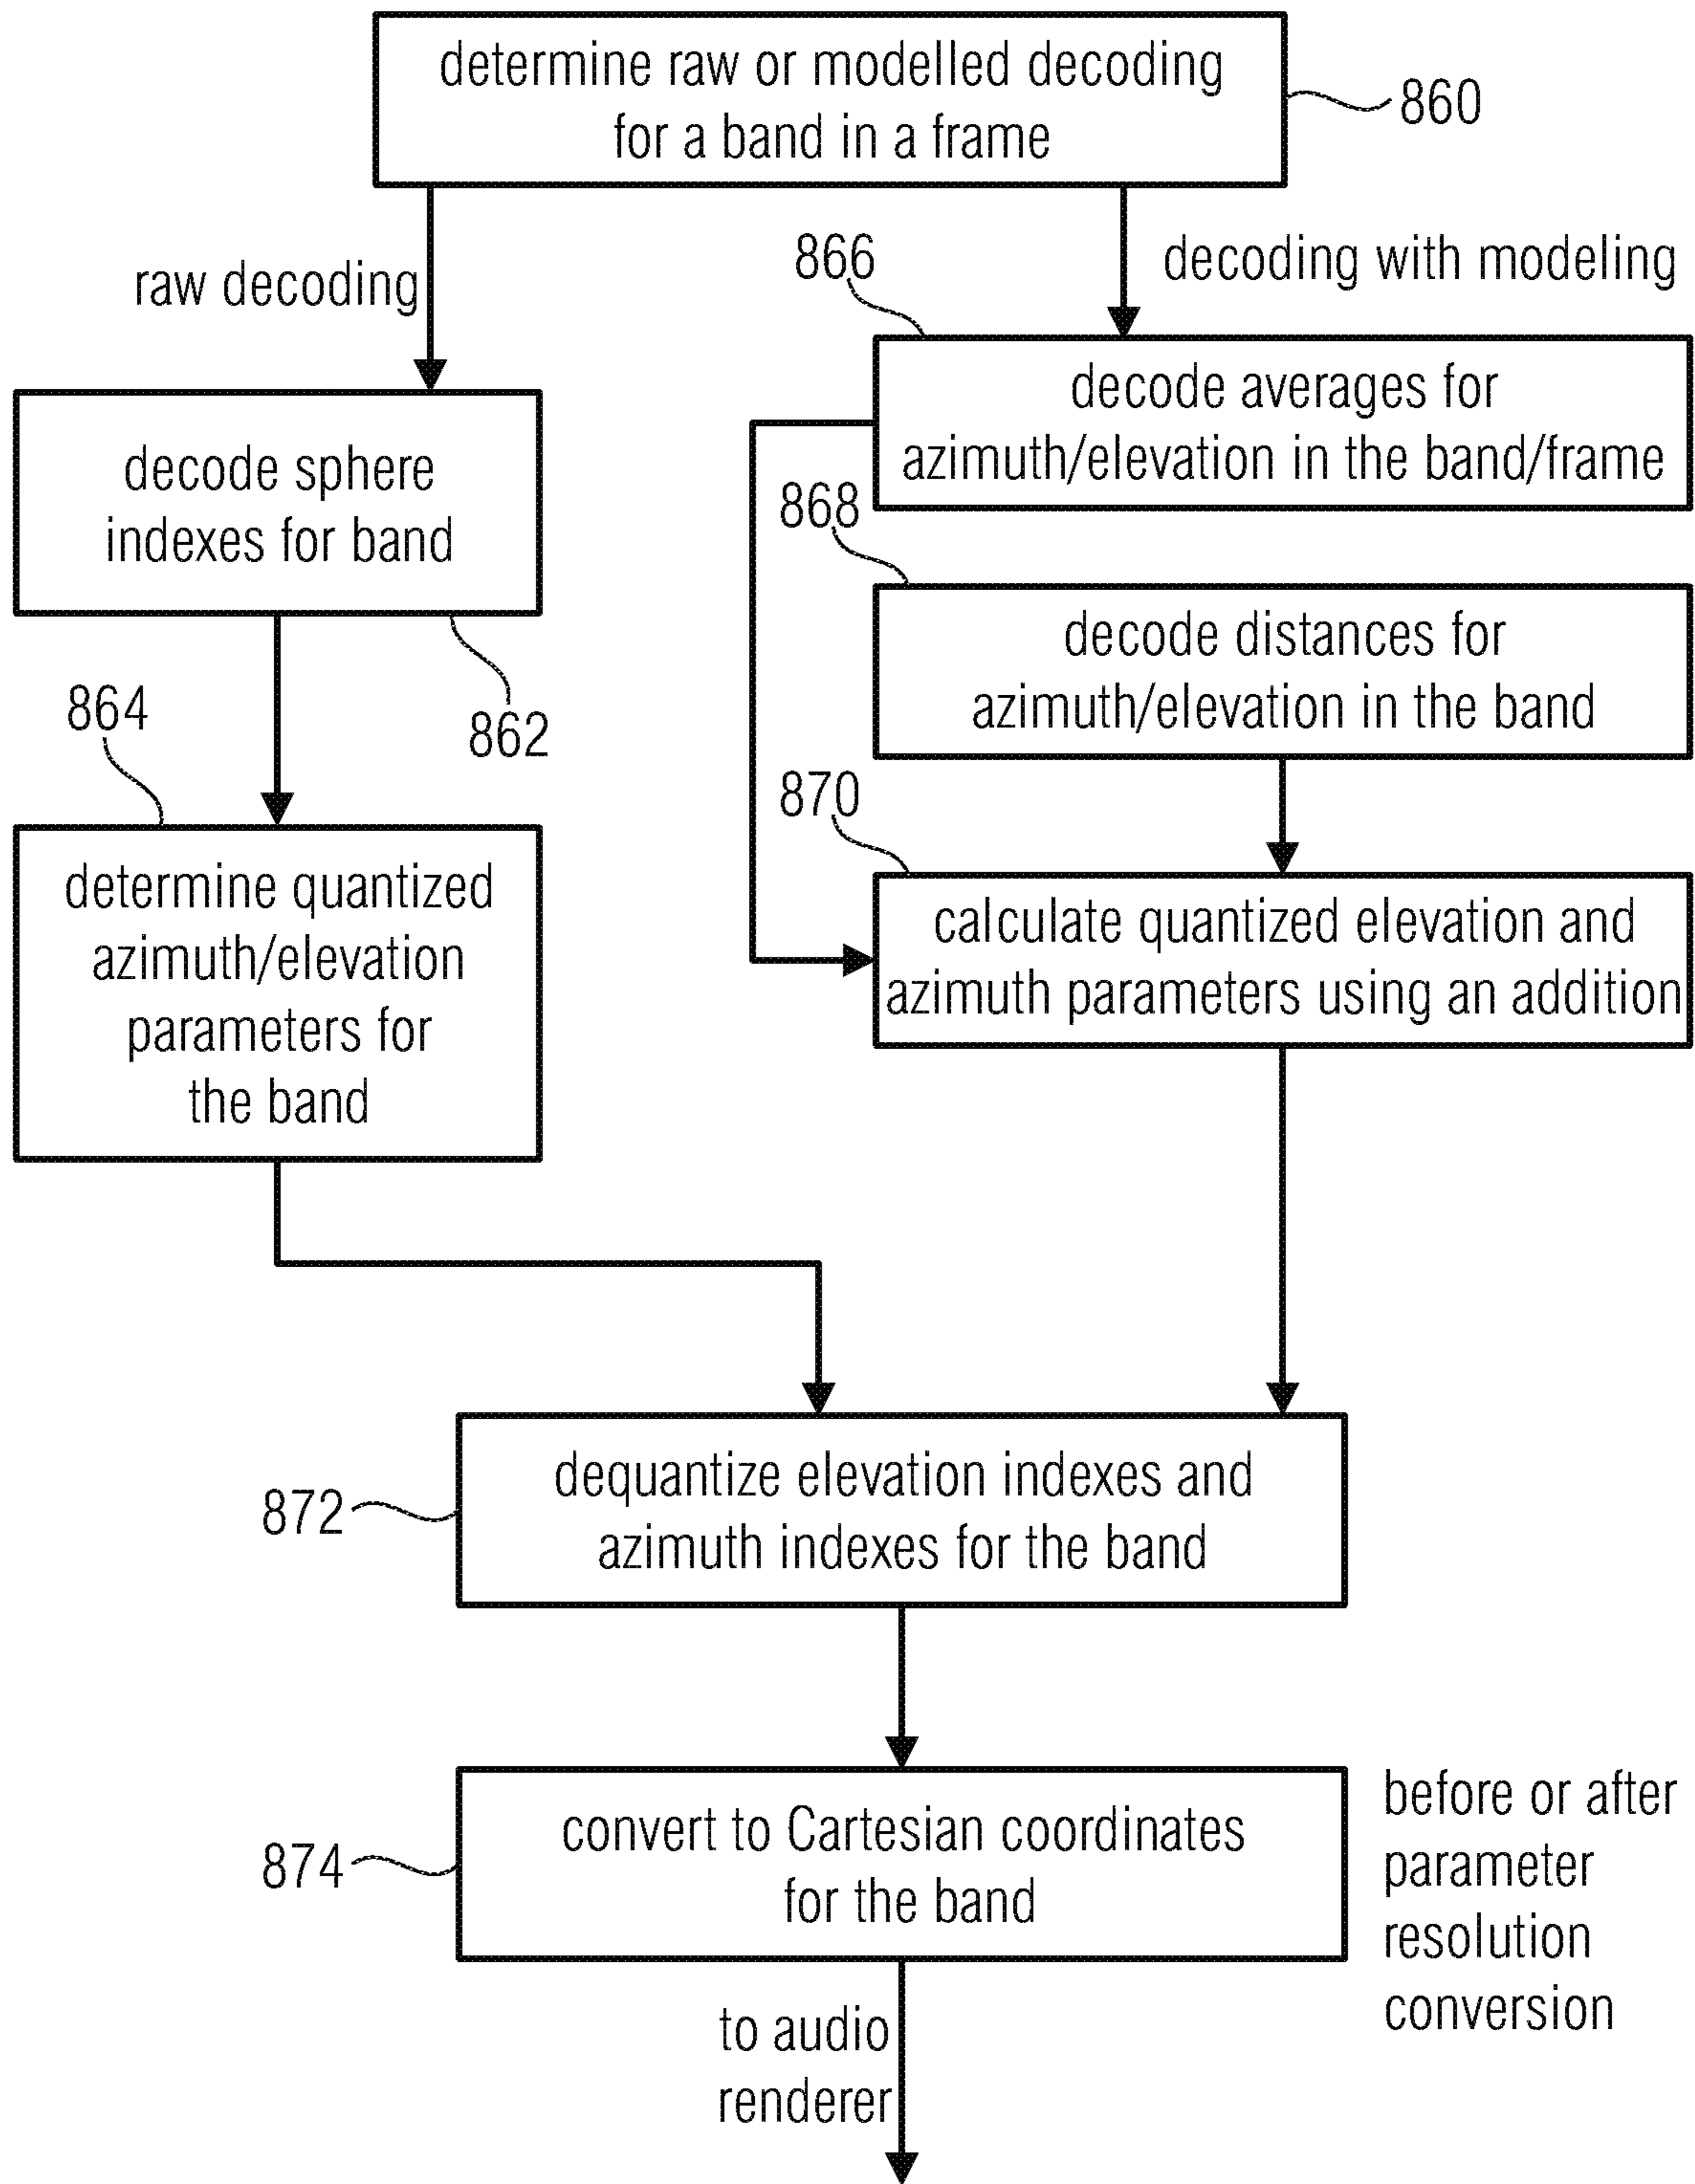 determine raw or modelled decoding
for a band in a frame
860
raw decoding
866
decoding with modeling
decode averages for
azimuth/elevation in the band/frame
decode sphere
indexes for band
862
868
decode distances for
azimuth/elevation in the band
864
determine quantized
azimuth/elevation
parameters for
the band
870
calculate quantized elevation and
azimuth parameters using an addition
872
dequantize elevation indexes and
azimuth indexes for the band
874
convert to Cartesian coordinates
for the band
before or after
parameter
resolution
conversion
to audio
renderer